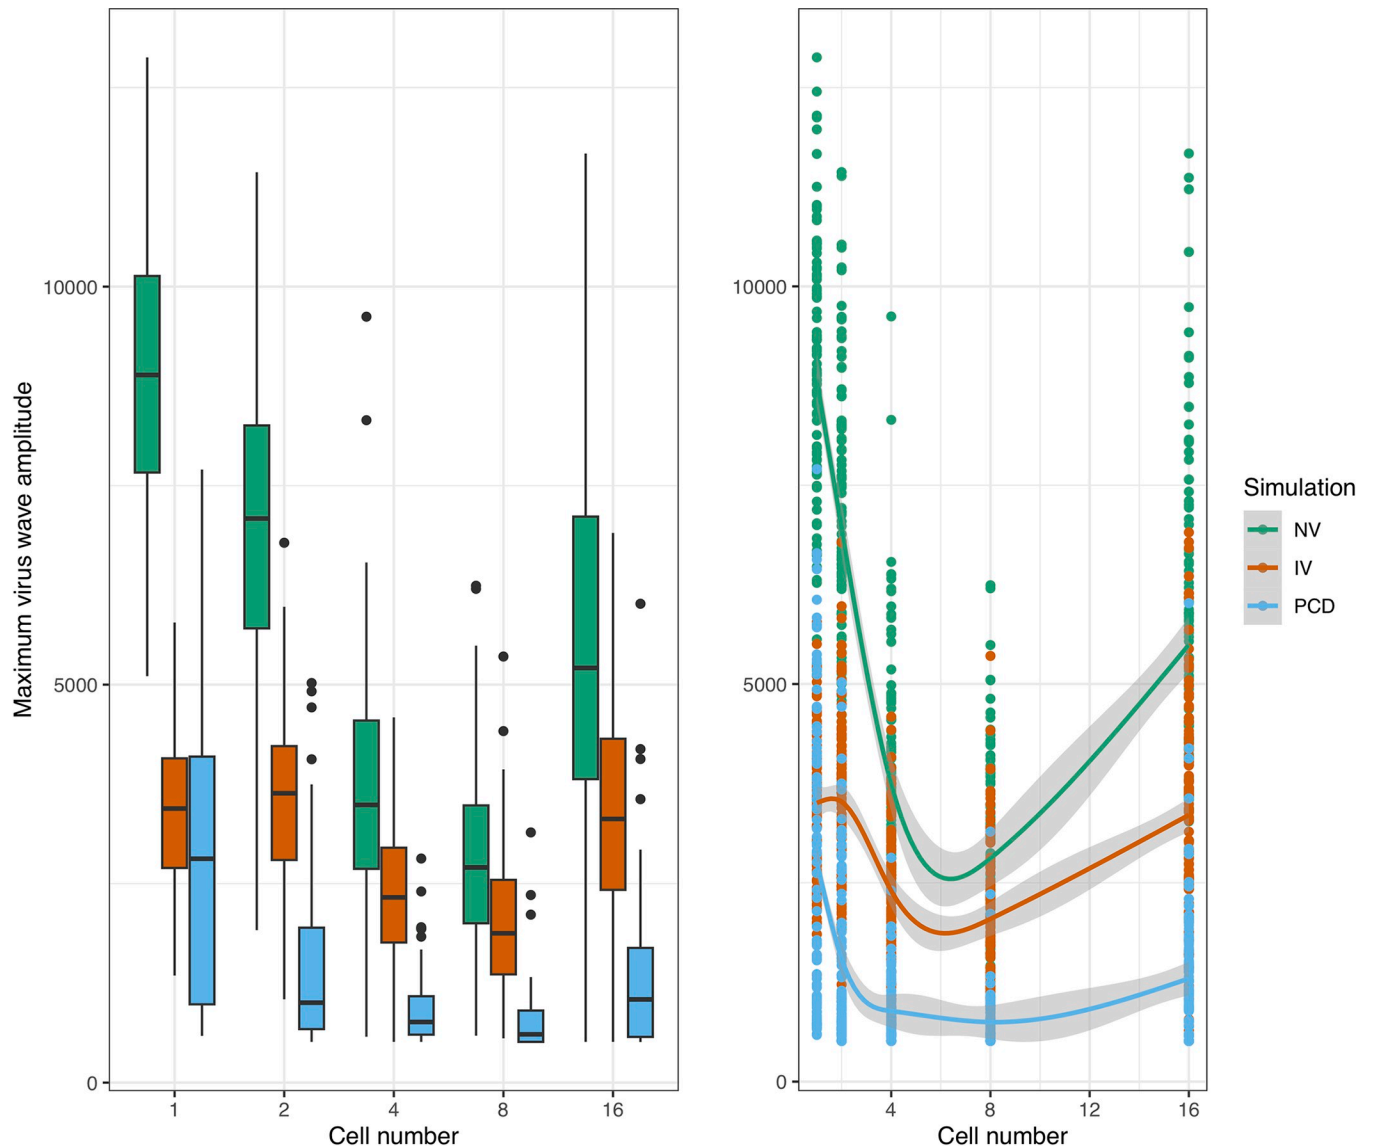 Maximum virus wave amplitude
10000
5000
0
1 2 4 8 16
Cell number
10000
5000
0
4 8 12 16
Cell number
Simulation
NV
IV
PCD